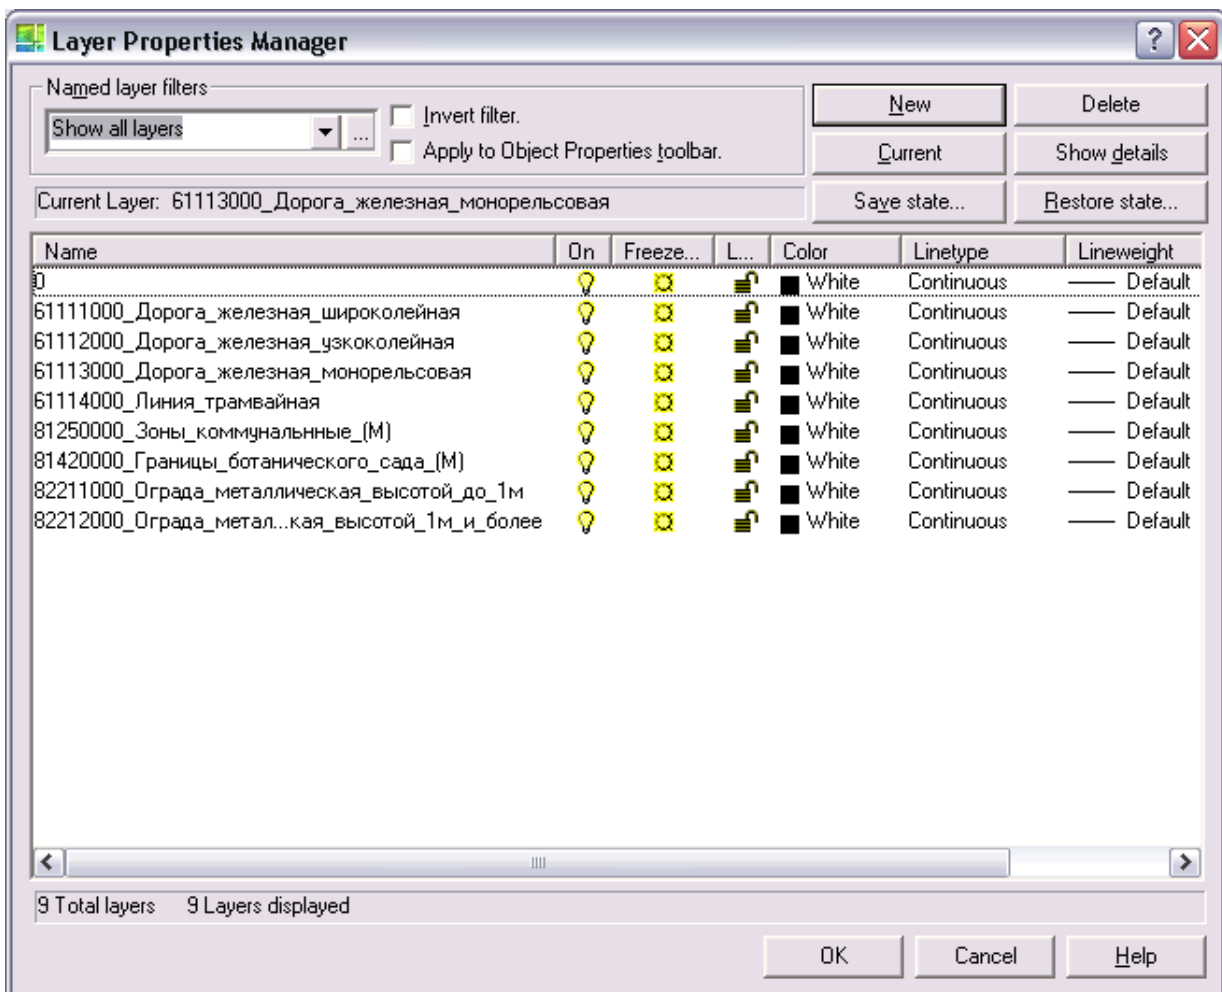 Layer Properties Manager
Named layer filters
Show all layers
...
Invert filter.
Apply to Object Properties toolbar.
New
Delete
Current
Show details
Current Layer: 61113000_Дорога_железная_монорельсовая
Save state...
Restore state...
Name On Freeze... L... Color Linetype Lineweight
0 White Continuous Default
61111000_Дорога_железная_широколейная White Continuous Default
61112000_Дорога_железная_узкоколейная White Continuous Default
61113000_Дорога_железная_монорельсовая White Continuous Default
61114000_Линия_трамвайная White Continuous Default
81250000_Зоны_коммунальнные_(М) White Continuous Default
81420000_Границы_ботанического_сада_(М) White Continuous Default
82211000_Ограда_металлическая_высотой_до_1м White Continuous Default
82212000_Ограда_метал...кая_высотой_1м_и_более White Continuous Default
9 Total layers 9 Layers displayed
OK Cancel Help